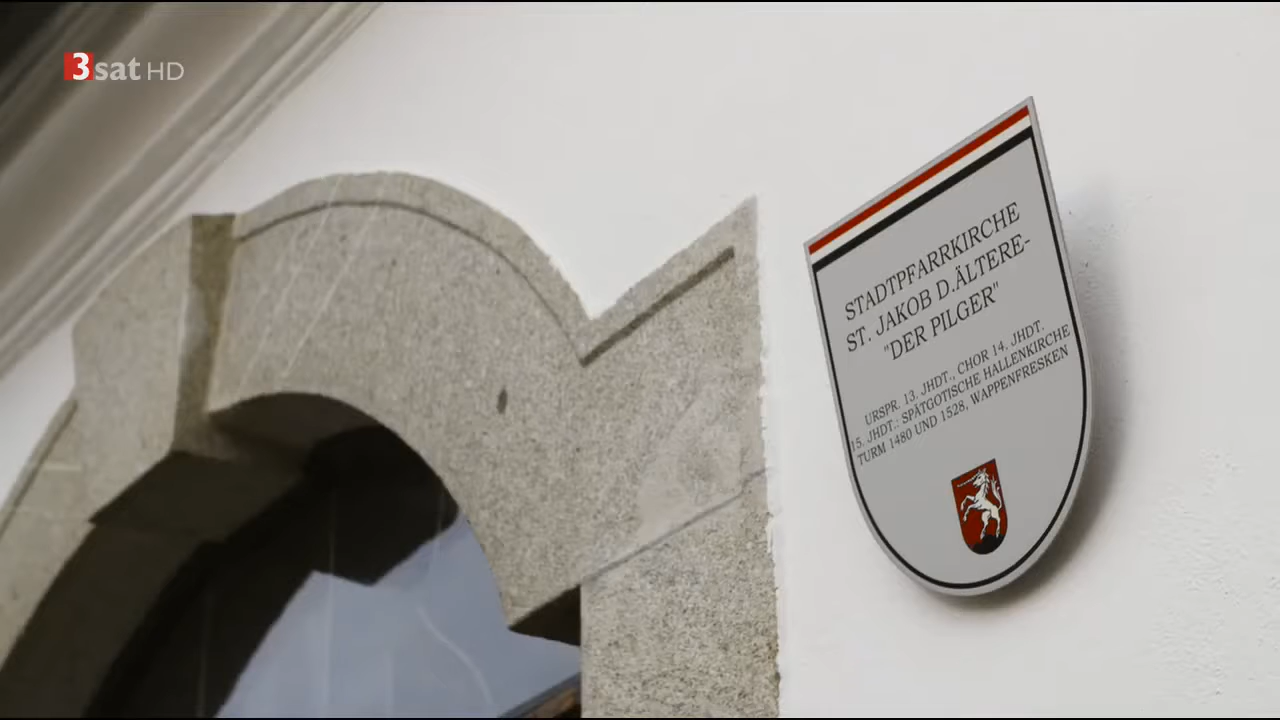 3sat HD
STADTPFARRKIRCHE
ST. JAKOB D.ÄLTERE-
"DER PILGER"
URSPR. 13. JHDT., CHOR 14. JHDT.
15. JHDT.: SPÄTGOTISCHE HALLENKIRCHE
TURM 1480 UND 1528, WAPPENFRESKEN